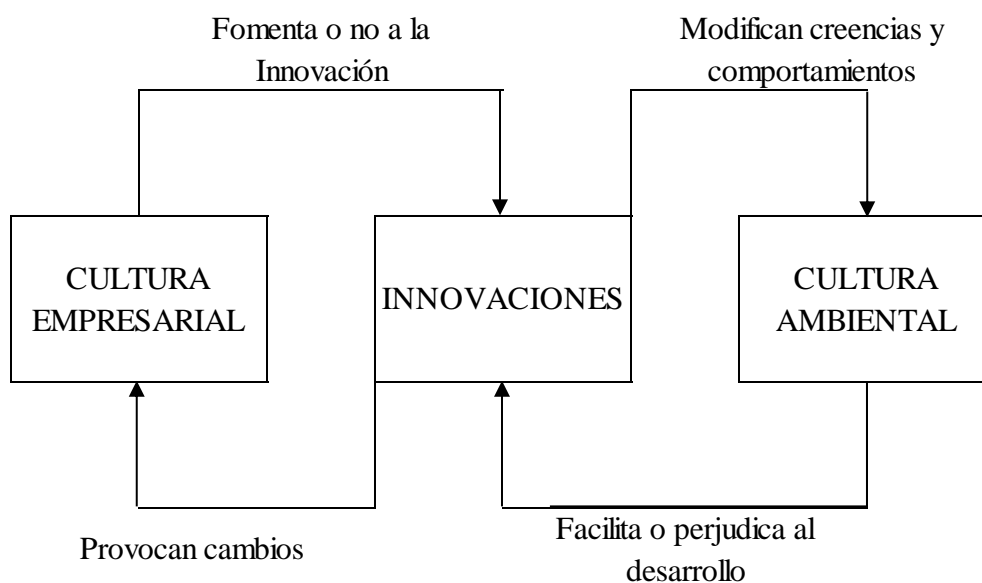 Fomenta o no a la
Innovación
Modifican creencias y
comportamientos
CULTURA
EMPRESARIAL
INNOVACIONES
CULTURA
AMBIENTAL
Provocan cambios
Facilita o perjudica al
desarrollo